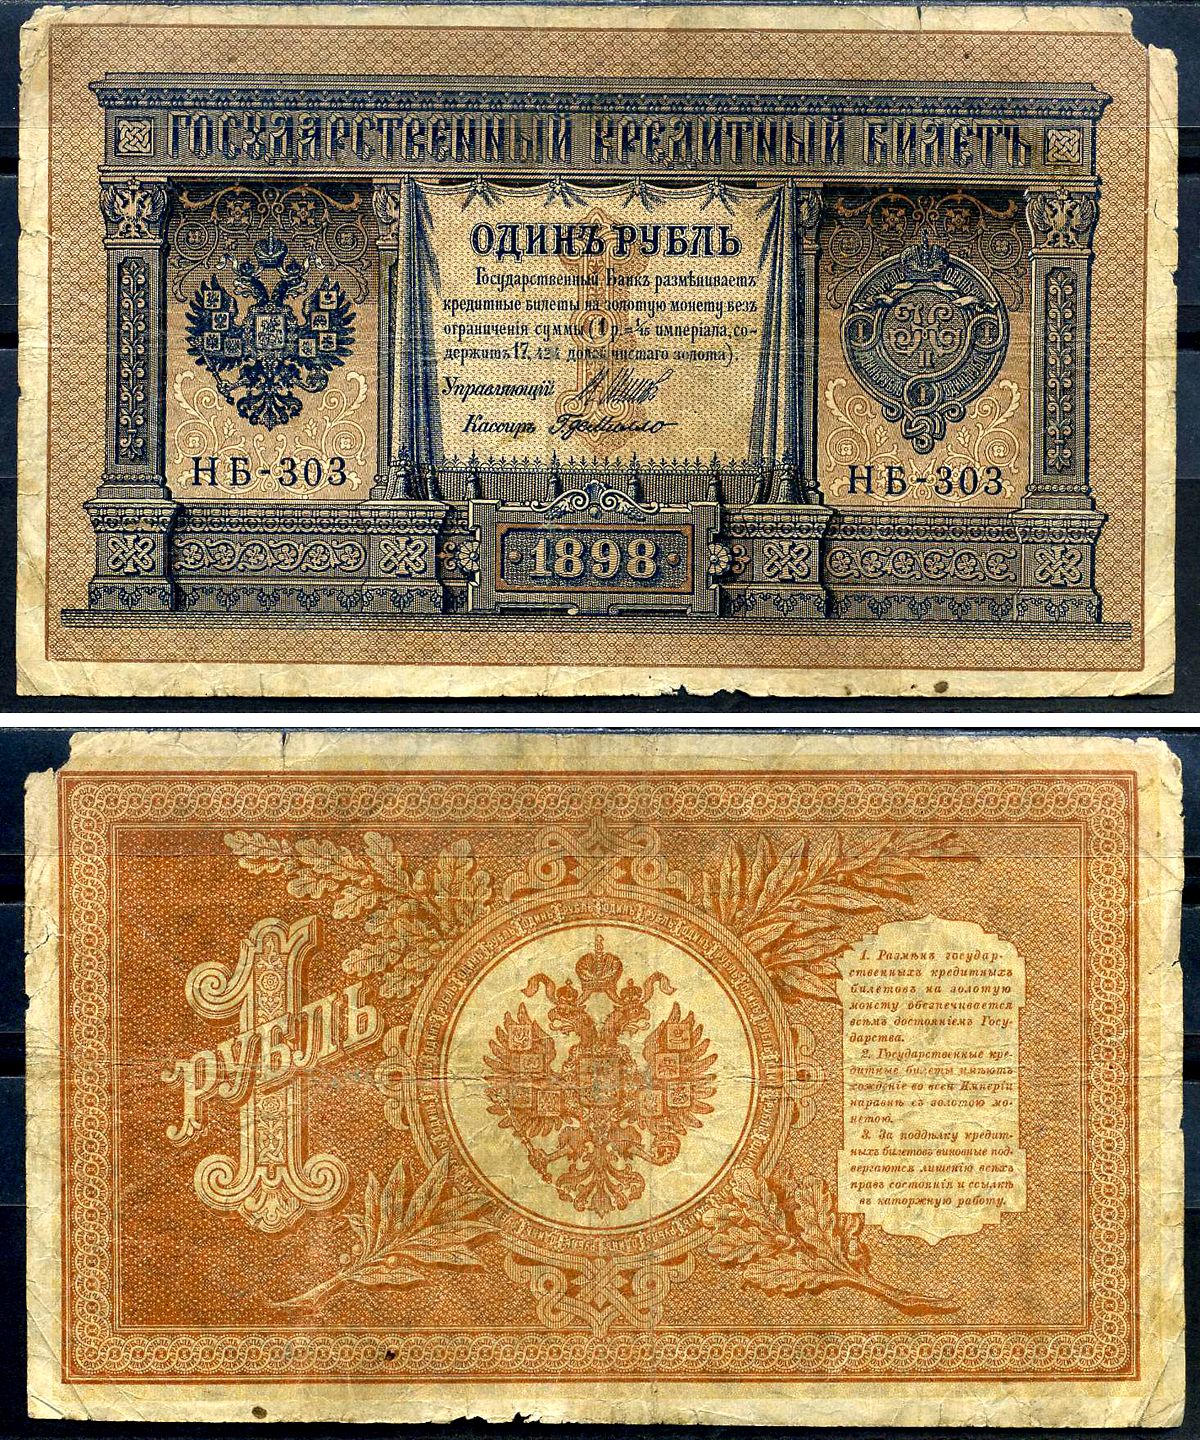 ГОСУДАРСТВЕННЫЙ КРЕДИТНЫЙ БИЛЕТЪ
ОДИНЪ РУБЛЬ
Государственный Банкъ размѣниваетъ
кредитные билеты на золотую монету безъ
ограниченія суммы (1 р.=1/15 имперіала, со-
держитъ 17,424 долей чистаго золота).
Управляющій
Кассиръ
1
1
Н II
1
НБ-303
НБ-303
1898
1
РУБЛЬ
1. Размѣнъ государ-
ственныхъ кредитныхъ
билетовъ на золотую
монету обезпечивается
всѣмъ достояніемъ Госу-
дарства.
2. Государственные кре-
дитные билеты имѣютъ
хожденіе во всей Имперіи
наравнѣ съ золотою мо-
нетою.
3. За поддѣлку кредит-
ныхъ билетовъ виновные под-
вергаются лишенію всѣхъ
правъ состоянія и ссылкѣ
въ каторжную работу.